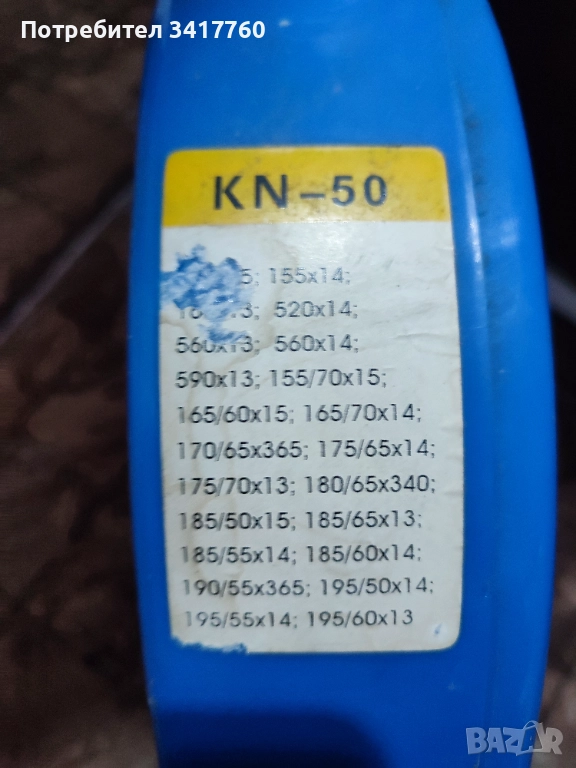 Потребител 3417760
KN-50
155x14;
520x14;
560x13; 560x14;
590x13; 155/70x15;
165/60x15; 165/70x14;
170/65x365; 175/65x14;
175/70x13; 180/65x340;
185/50x15; 185/65x13;
185/55x14; 185/60x14;
190/55x365; 195/50x14;
195/55x14; 195/60x13
BAZAR